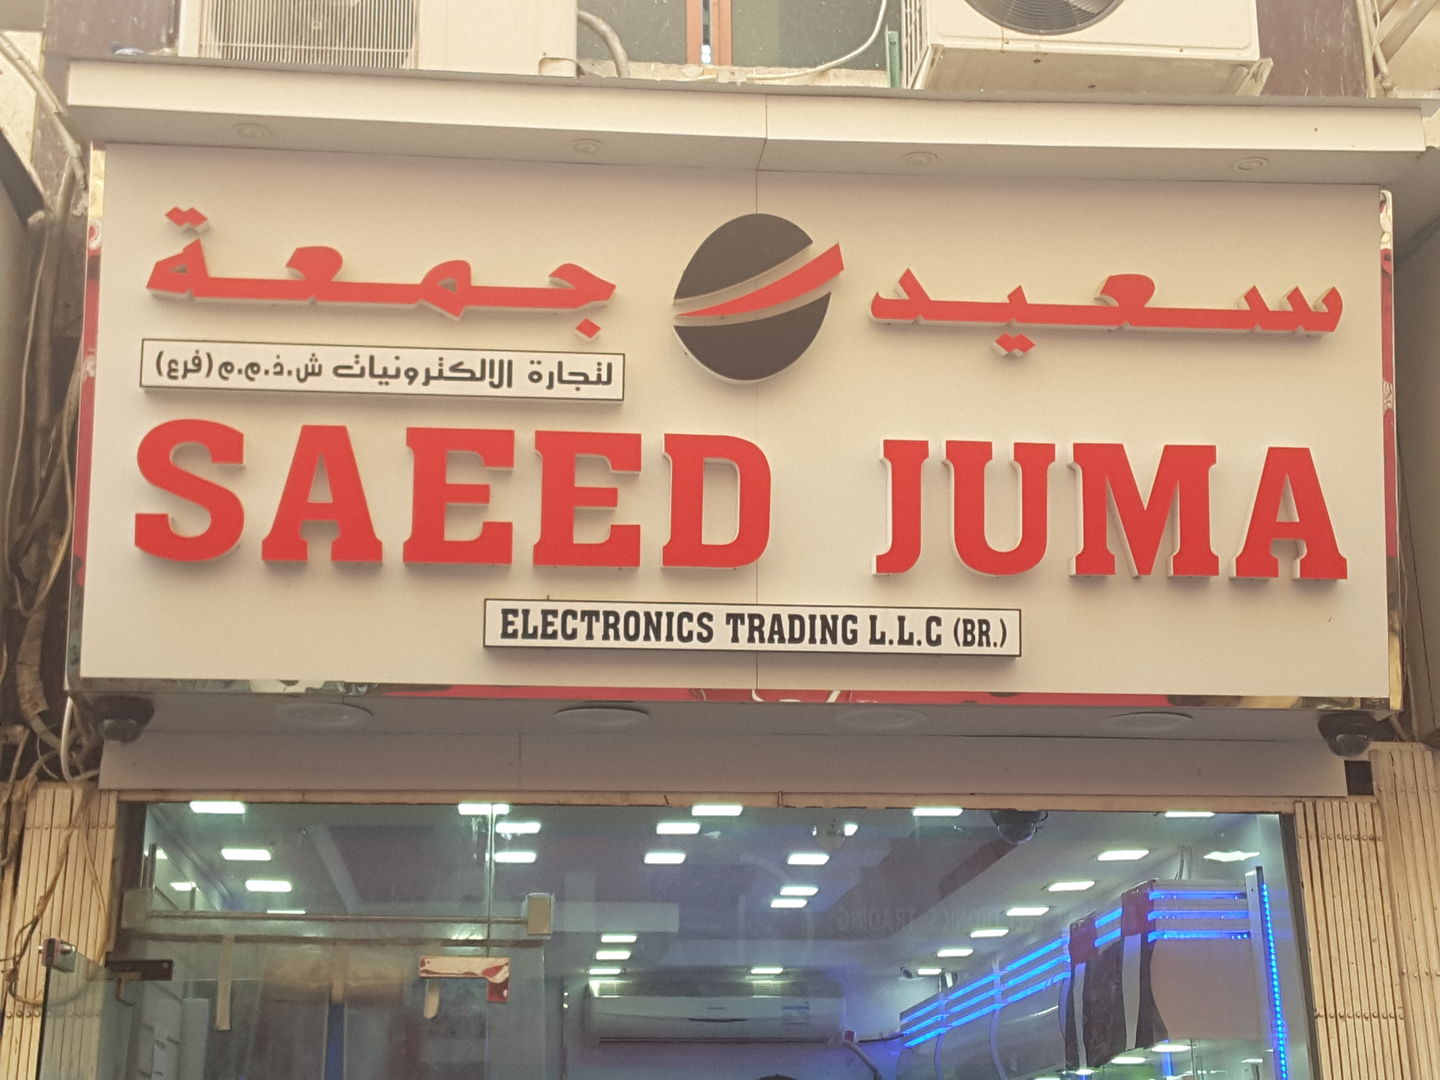 سعيد جمعة
لتجارة الالكترونيات ش.ذ.م.م (فرع)
SAEED JUMA
ELECTRONICS TRADING L.L.C (BR.)